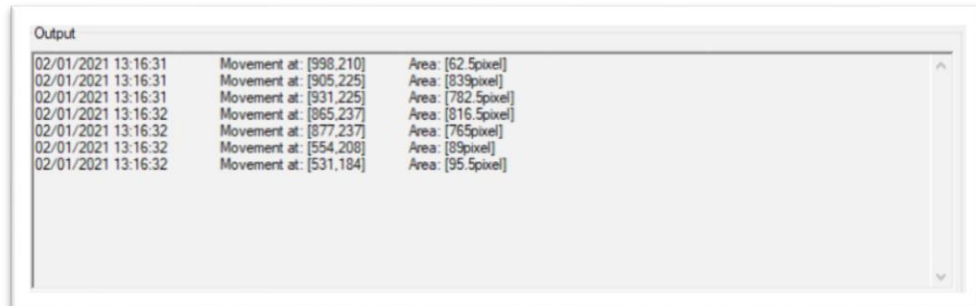 Output
02/01/2021 13:16:31 Movement at: [998,210] Area: [62.5pixel]
02/01/2021 13:16:31 Movement at: [905,225] Area: [839pixel]
02/01/2021 13:16:31 Movement at: [931,225] Area: [782.5pixel]
02/01/2021 13:16:32 Movement at: [865,237] Area: [816.5pixel]
02/01/2021 13:16:32 Movement at: [877,237] Area: [765pixel]
02/01/2021 13:16:32 Movement at: [554,208] Area: [89pixel]
02/01/2021 13:16:32 Movement at: [531,184] Area: [95.5pixel]